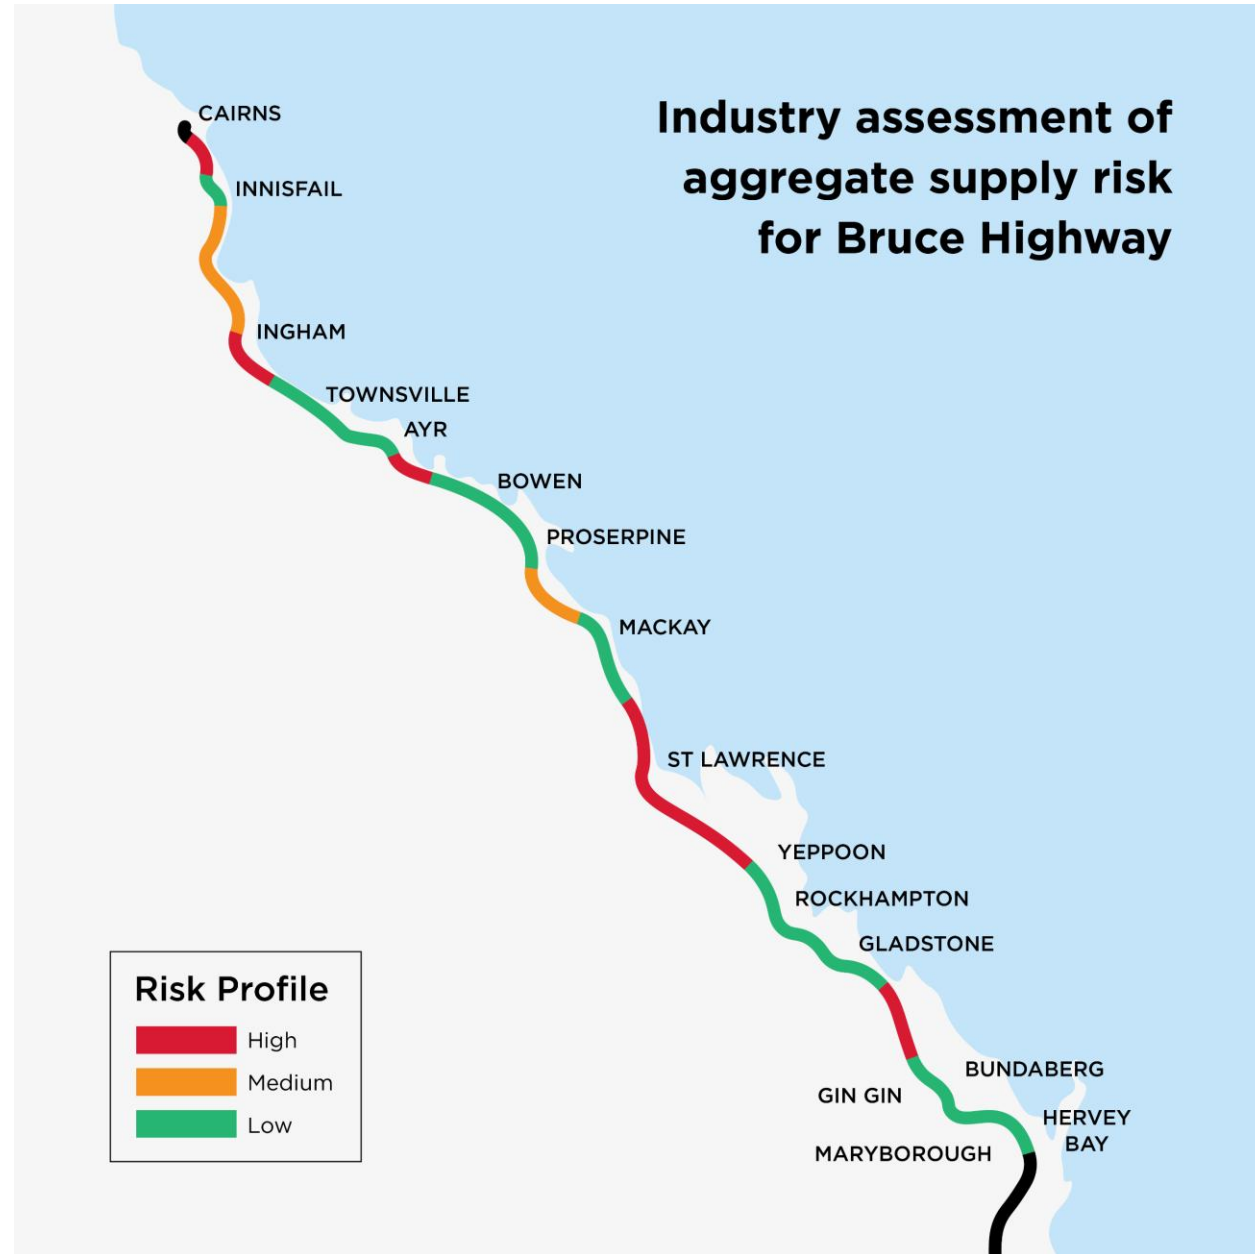 Industry assessment of
aggregate supply risk
for Bruce Highway
CAIRNS
INNISFAIL
INGHAM
TOWNSVILLE
AYR
BOWEN
PROSERPINE
MACKAY
ST LAWRENCE
YEPPOON
ROCKHAMPTON
GLADSTONE
BUNDABERG
GIN GIN
HERVEY
BAY
MARYBOROUGH
Risk Profile
High
Medium
Low